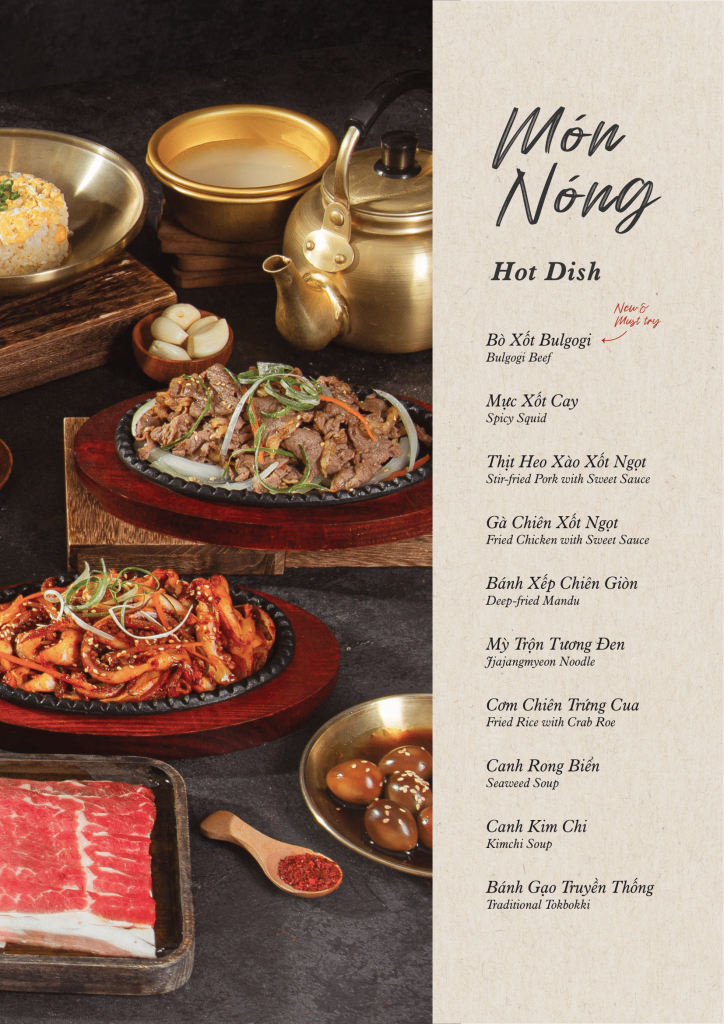 Món
Nóng
Hot Dish
New &
Must try
Bò Xốt Bulgogi
Bulgogi Beef
Mực Xốt Cay
Spicy Squid
Thịt Heo Xào Xốt Ngọt
Stir-fried Pork with Sweet Sauce
Gà Chiên Xốt Ngọt
Fried Chicken with Sweet Sauce
Bánh Xếp Chiên Giòn
Deep-fried Mandu
Mỳ Trộn Tương Đen
Jjajangmyeon Noodle
Cơm Chiên Trứng Cua
Fried Rice with Crab Roe
Canh Rong Biển
Seaweed Soup
Canh Kim Chi
Kimchi Soup
Bánh Gạo Truyền Thống
Traditional Tokbokki